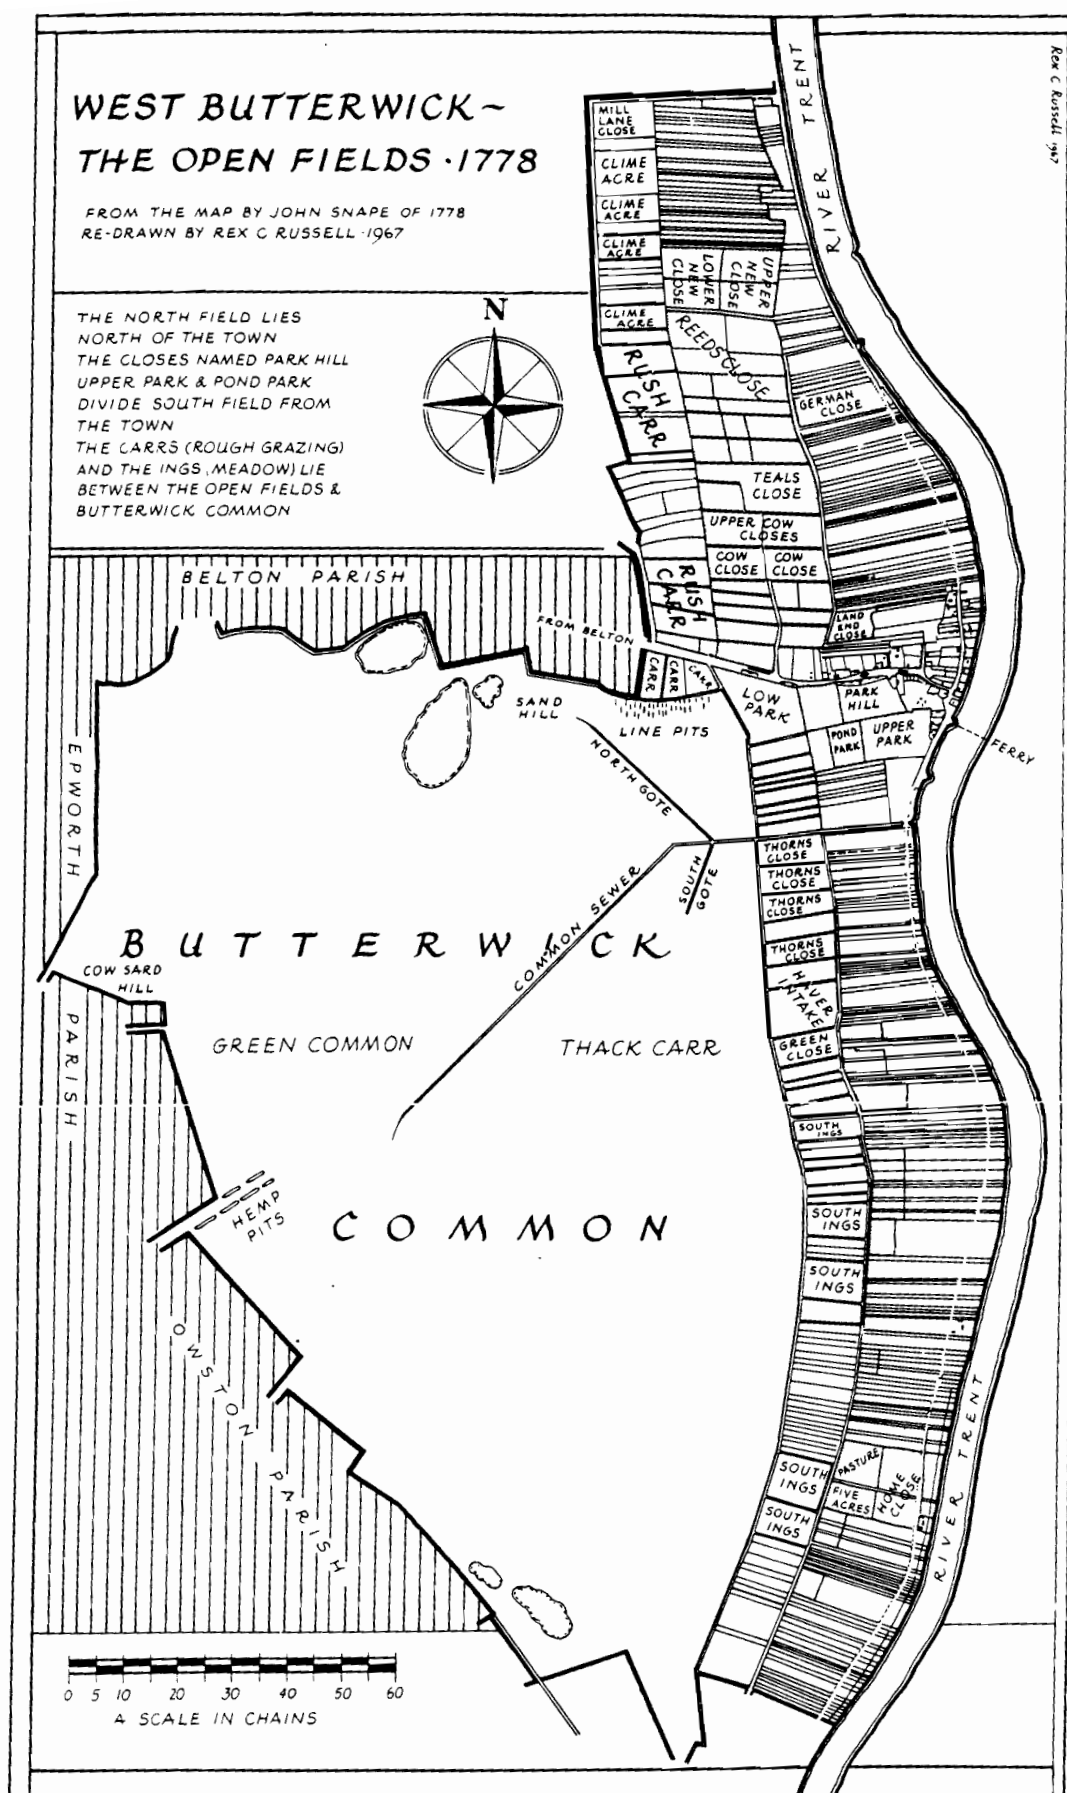 WEST BUTTERWICK~
THE OPEN FIELDS · 1778
FROM THE MAP BY JOHN SNAPE OF 1778
RE-DRAWN BY REX C RUSSELL · 1967
THE NORTH FIELD LIES
NORTH OF THE TOWN
THE CLOSES NAMED PARK HILL
UPPER PARK & POND PARK
DIVIDE SOUTH FIELD FROM
THE TOWN
THE CARRS (ROUGH GRAZING)
AND THE INGS, MEADOW) LIE
BETWEEN THE OPEN FIELDS &
BUTTERWICK COMMON
N
Rex C Russell 1967
RIVER TRENT
MILL
LANE
CLOSE
CLIME
ACRE
CLIME
ACRE
CLIME
ACRE
CLIME
ACRE
LOWER
NEW
CLOSE
UPPER
NEW
CLOSE
REEDS CLOSE
RUSH
CARR
GERMAN
CLOSE
TEALS
CLOSE
UPPER COW
CLOSES
COW
CLOSE
COW
CLOSE
RUSH
CARR
LAND
END
CLOSE
BELTON PARISH
FROM BELTON
CARR
CARR
CARR
LOW
PARK
PARK
HILL
POND
PARK
UPPER
PARK
FERRY
SAND
HILL
LINE PITS
NORTH GOTE
SOUTH
GOTE
COMMON SEWER
EPWORTH
PARISH
THORNS
CLOSE
THORNS
CLOSE
THORNS
CLOSE
THORNS
CLOSE
HAVER
INTAKE
GREEN
CLOSE
BUTTERWICK
COW SARD
HILL
GREEN COMMON
THACK CARR
SOUTH
INGS
HEMP
PITS
COMMON
SOUTH
INGS
SOUTH
INGS
OWSTON PARISH
SOUTH
INGS
SOUTH
INGS
PASTURE
FIVE
ACRES
HOME
CLOSE
RIVER TRENT
0 5 10 20 30 40 50 60
A SCALE IN CHAINS